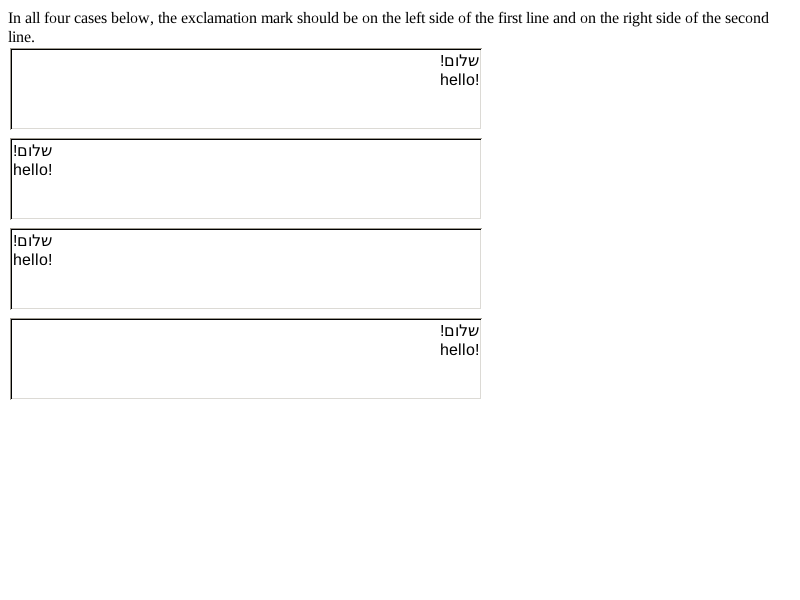 In all four cases below, the exclamation mark should be on the left side of the first line and on the right side of the second
line.
שלום!
hello!
שלום!
hello!
שלום!
hello!
שלום!
hello!